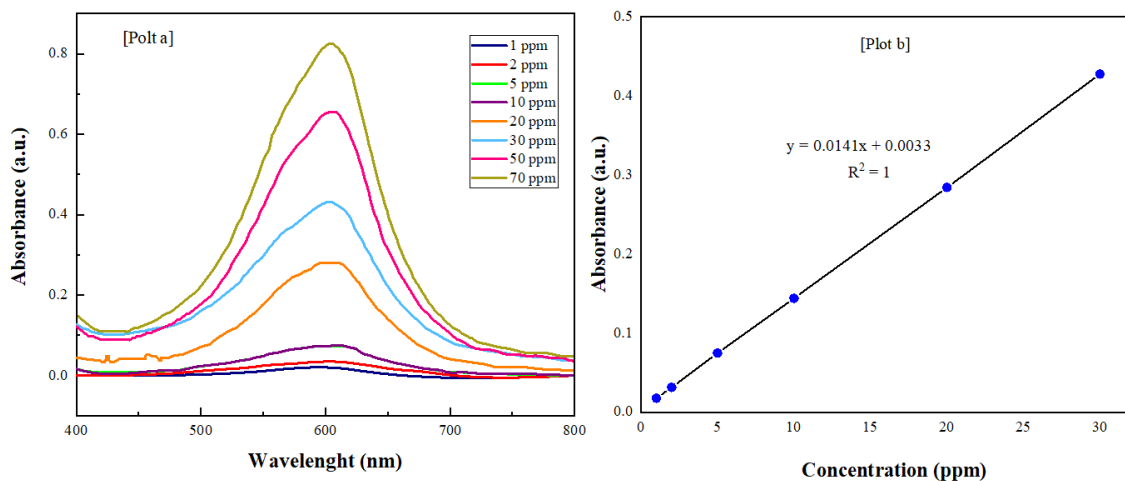 [Polt a]
1 ppm
2 ppm
5 ppm
10 ppm
20 ppm
30 ppm
50 ppm
70 ppm
0.8
0.6
0.4
0.2
0.0
Absorbance (a.u.)
400 500 600 700 800
Wavelenght (nm)
[Plot b]
y = 0.0141x + 0.0033
R² = 1
0.5
0.4
0.3
0.2
0.1
0.0
Absorbance (a.u.)
0 5 10 15 20 25 30
Concentration (ppm)